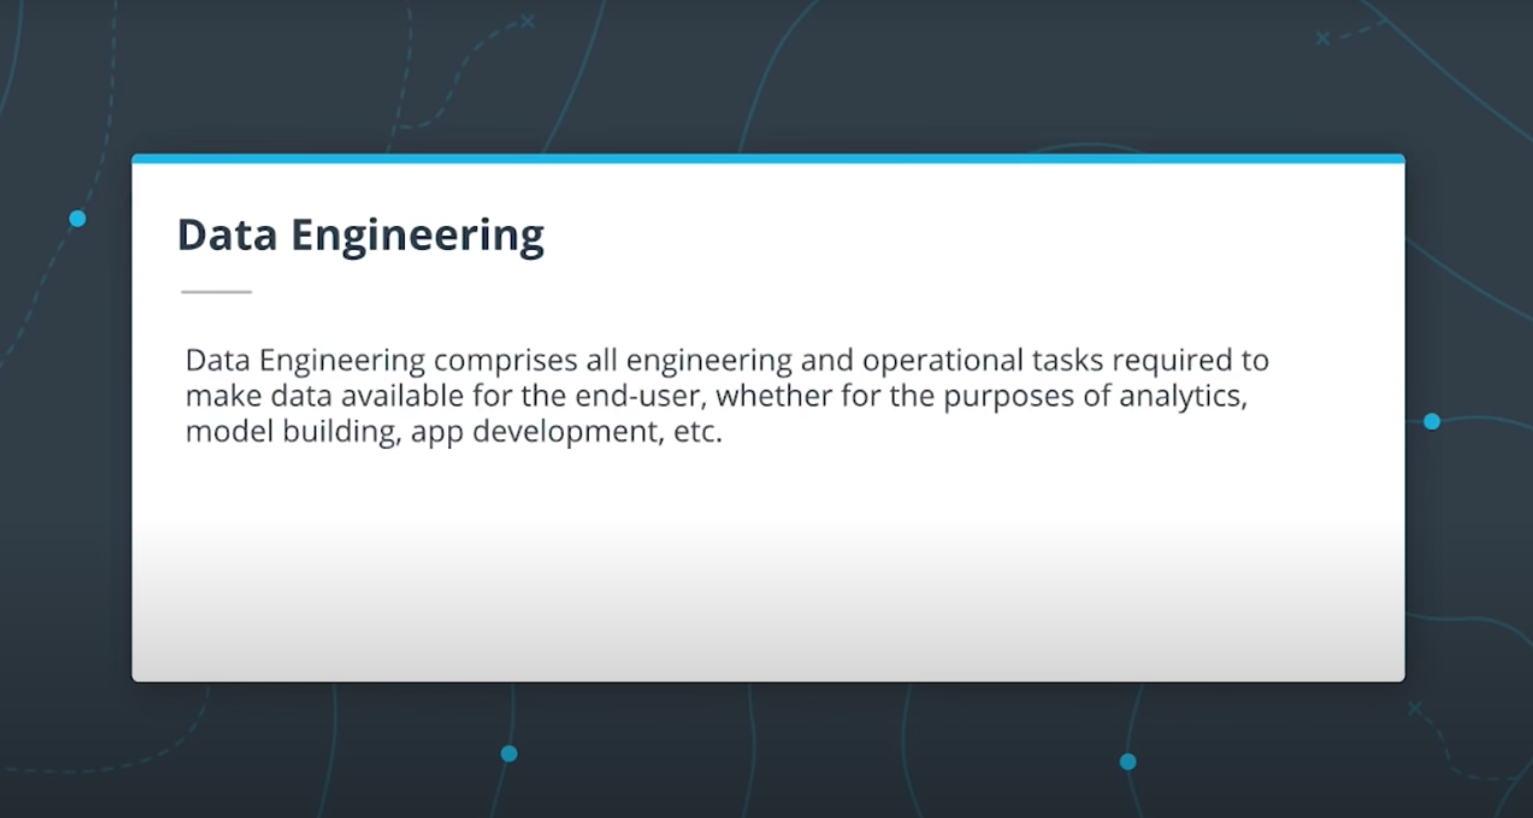 Data Engineering
Data Engineering comprises all engineering and operational tasks required to
make data available for the end-user, whether for the purposes of analytics,
model building, app development, etc.